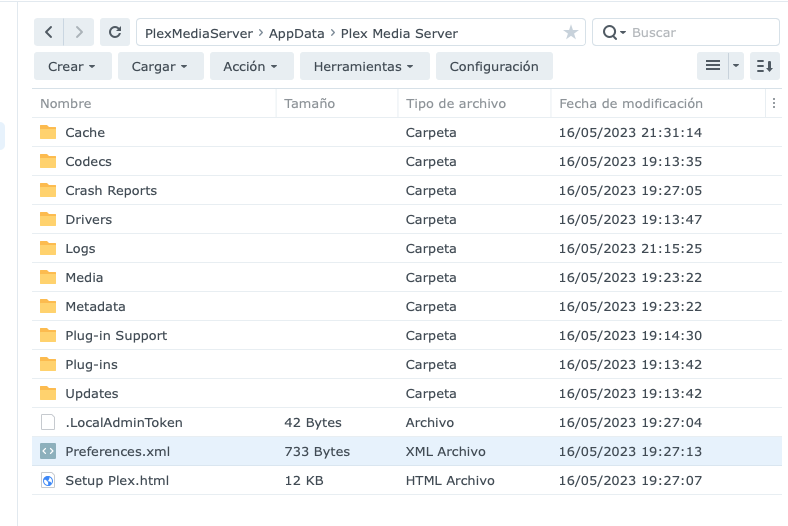 PlexMediaServer › AppData › Plex Media Server
Buscar
Crear
Cargar
Acción
Herramientas
Configuración
Nombre Tamaño Tipo de archivo Fecha de modificación
Cache Carpeta 16/05/2023 21:31:14
Codecs Carpeta 16/05/2023 19:13:35
Crash Reports Carpeta 16/05/2023 19:27:05
Drivers Carpeta 16/05/2023 19:13:47
Logs Carpeta 16/05/2023 21:15:25
Media Carpeta 16/05/2023 19:23:22
Metadata Carpeta 16/05/2023 19:23:22
Plug-in Support Carpeta 16/05/2023 19:14:30
Plug-ins Carpeta 16/05/2023 19:13:42
Updates Carpeta 16/05/2023 19:13:42
.LocalAdminToken 42 Bytes Archivo 16/05/2023 19:27:04
Preferences.xml 733 Bytes XML Archivo 16/05/2023 19:27:13
Setup Plex.html 12 KB HTML Archivo 16/05/2023 19:27:07